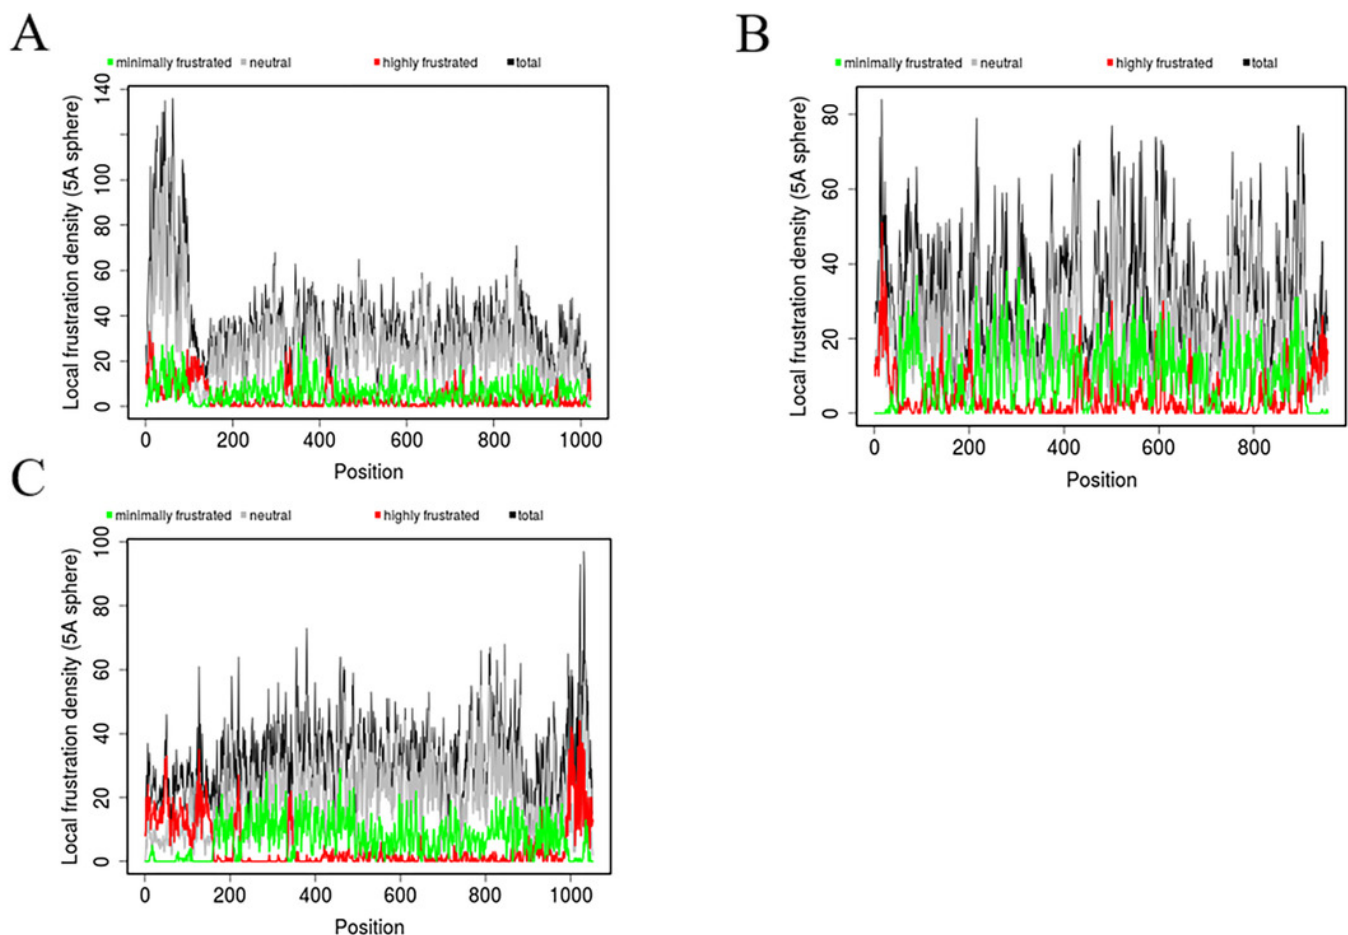 A
minimally frustrated neutral highly frustrated total
Local frustration density (5A sphere)
0 20 40 60 80 100 140
0 200 400 600 800 1000
Position
B
minimally frustrated neutral highly frustrated total
Local frustration density (5A sphere)
0 20 40 60 80
0 200 400 600 800
Position
C
minimally frustrated neutral highly frustrated total
Local frustration density (5A sphere)
0 20 40 60 80 100
0 200 400 600 800 1000
Position